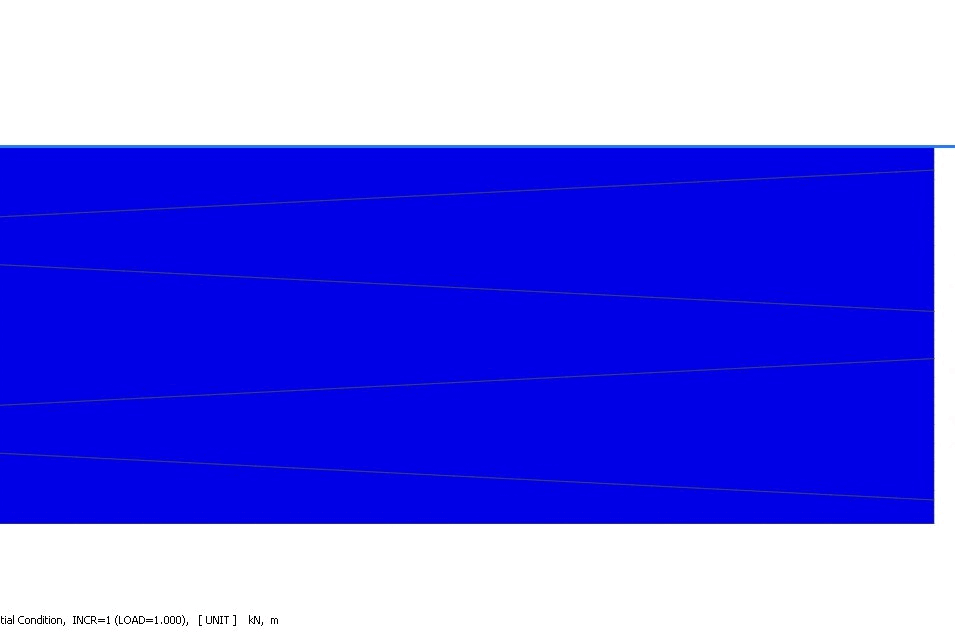 tial Condition, INCR=1 (LOAD=1.000), [ UNIT ] kN, m